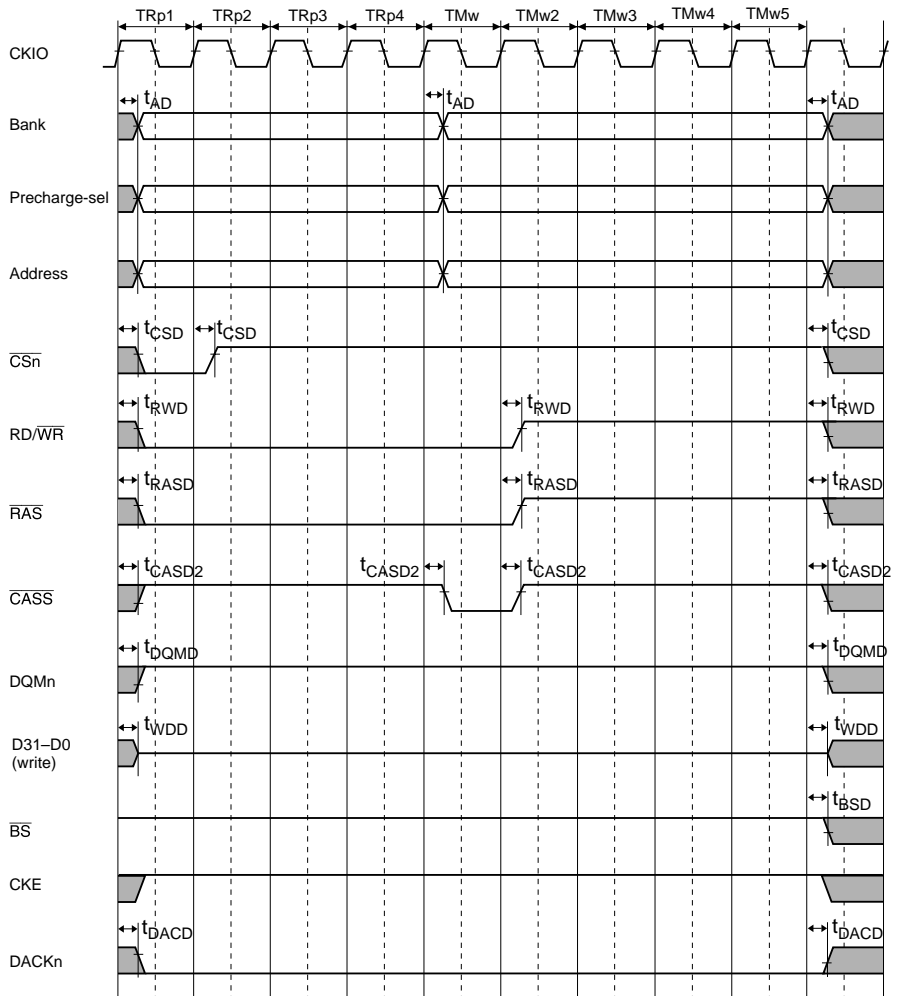 TRp1 TRp2 TRp3 TRp4 TMw TMw2 TMw3 TMw4 TMw5
CKIO
tAD tAD tAD
Bank
Precharge-sel
Address
tCSD tCSD tCSD
CSn
tRWD tRWD tRWD
RD/WR
tRASD tRASD tRASD
RAS
tCASD2 tCASD2 tCASD2 tCASD2
CASS
tDQMD tDQMD
DQMn
tWDD tWDD
D31–D0
(write)
tBSD
BS
CKE
tDACD tDACD
DACKn